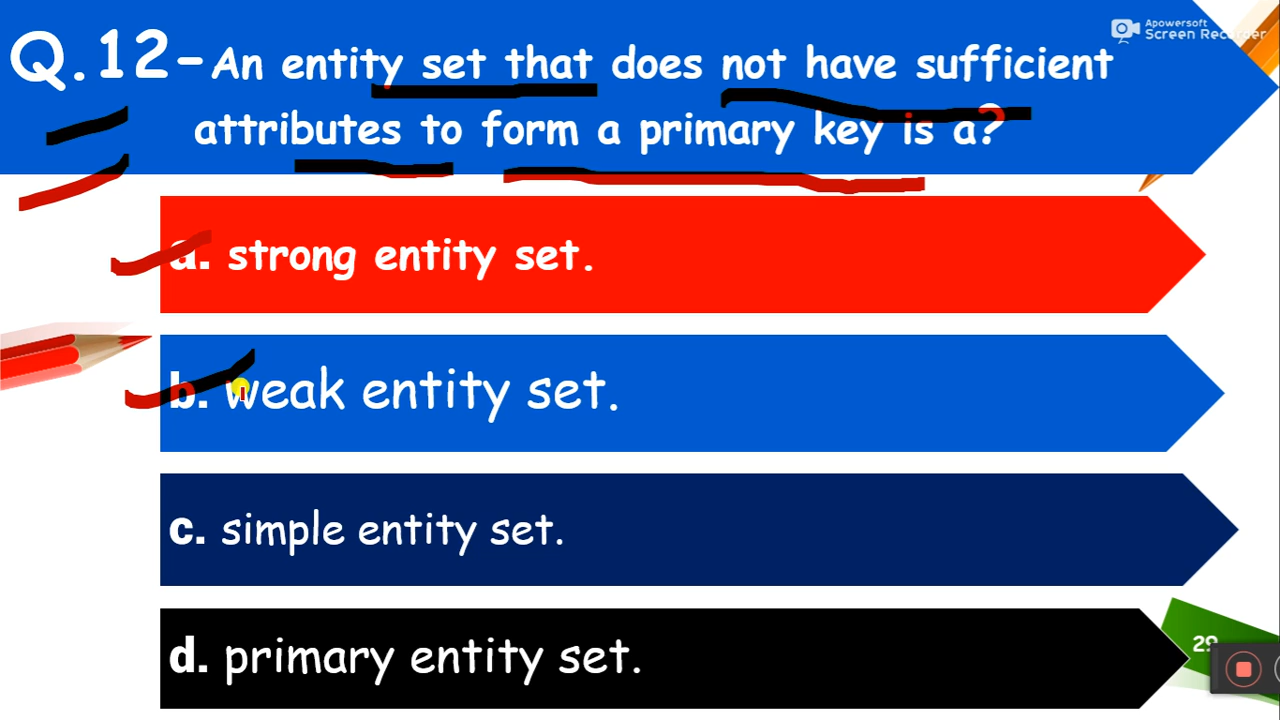 Apowersoft
Screen Recorder
Q.12-An entity set that does not have sufficient
attributes to form a primary key is a?
a. strong entity set.
b. weak entity set.
c. simple entity set.
d. primary entity set.
29